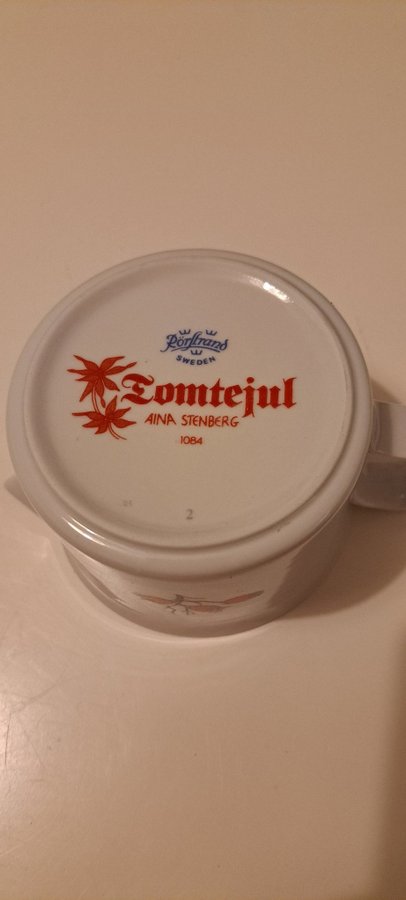 Rörstrand
SWEDEN
Tomtejul
AINA STENBERG
1084
2